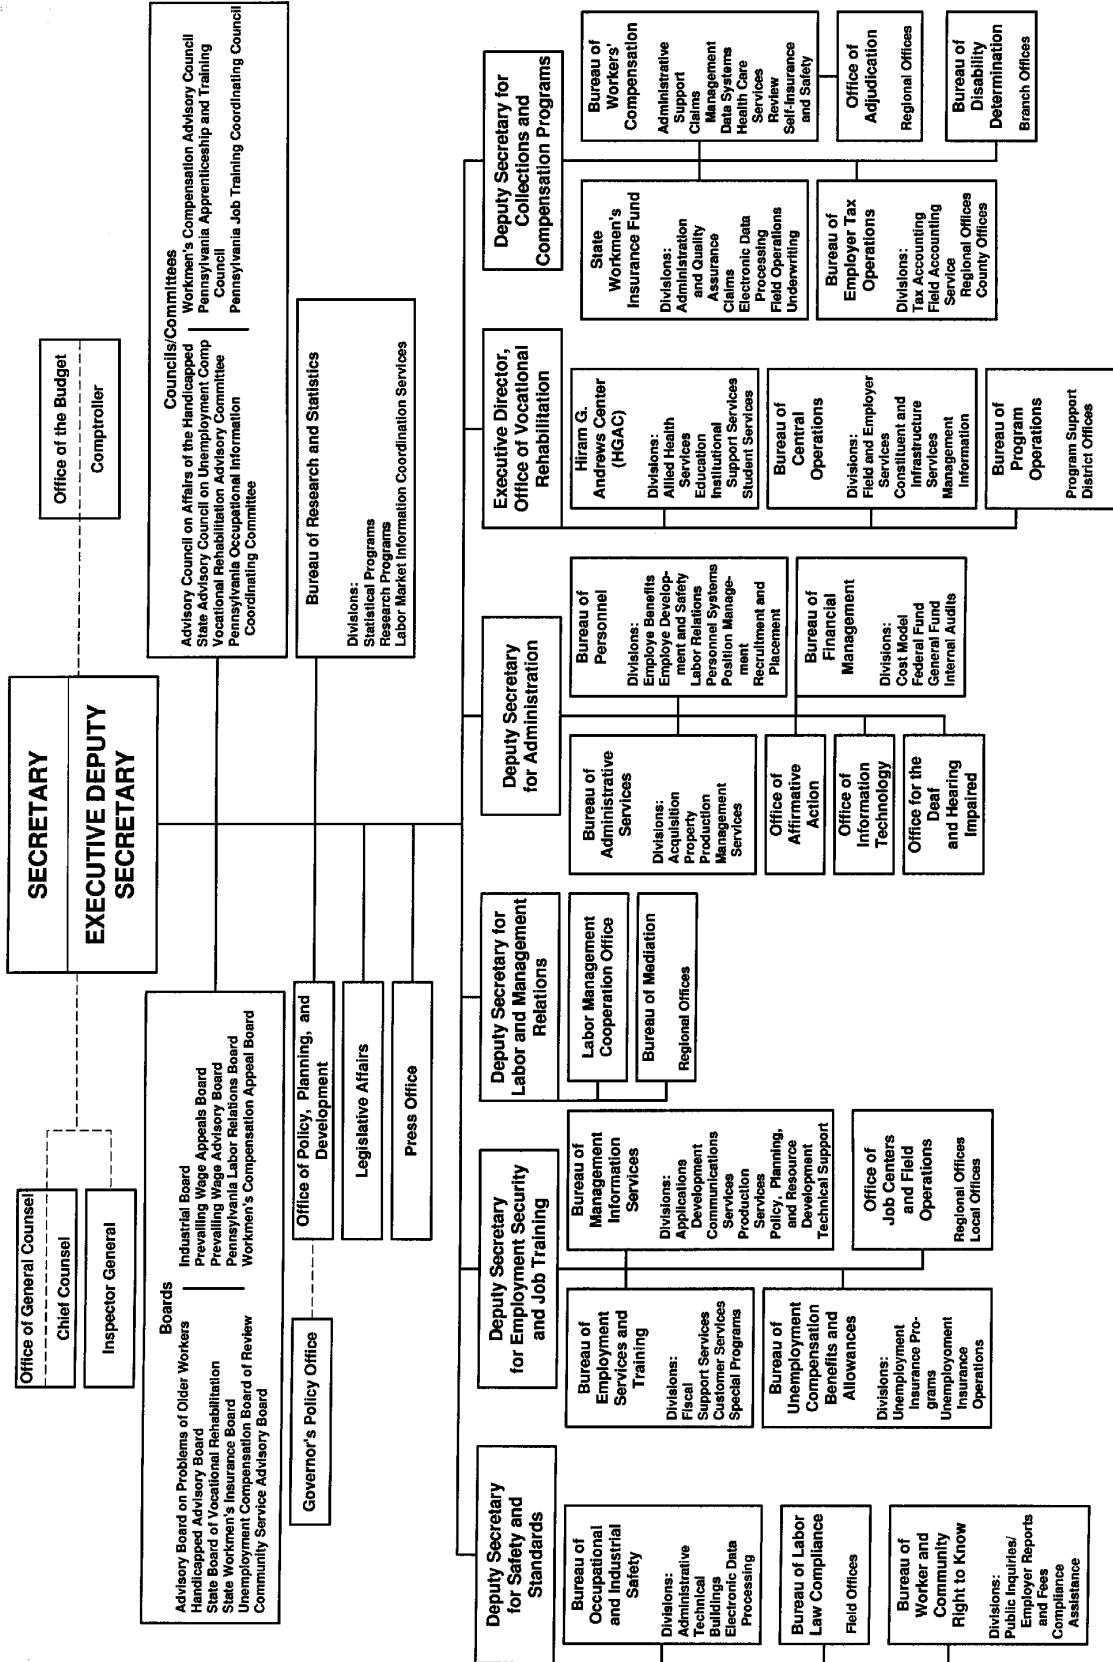 SECRETARY
EXECUTIVE DEPUTY
SECRETARY
Office of General Counsel
Chief Counsel
Inspector General
Office of the Budget
Comptroller
Boards
Advisory Board on Problems of Older Workers
Handicapped Advisory Board
State Board of Vocational Rehabilitation
State Workmen's Insurance Board
Unemployment Compensation Board of Review
Community Service Advisory Board
Industrial Board
Prevailing Wage Appeals Board
Prevailing Wage Advisory Board
Pennsylvania Labor Relations Board
Workmen's Compensation Appeal Board
Councils/Committees
Advisory Council on Affairs of the Handicapped
State Advisory Council on Unemployment Comp
Vocational Rehabilitation Advisory Committee
Pennsylvania Occupational Information
Coordinating Committee
Workmen's Compensation Advisory Council
Pennsylvania Apprenticeship and Training
Council
Pennsylvania Job Training Coordinating Council
Governor's Policy Office
Office of Policy, Planning, and
Development
Legislative Affairs
Press Office
Bureau of Research and Statistics
Divisions:
Statistical Programs
Research Programs
Labor Market Information Coordination Services
Deputy Secretary
for Safety and
Standards
Bureau of
Occupational
and Industrial
Safety
Divisions:
Administrative
Technical
Buildings
Electronic Data
Processing
Bureau of Labor
Law Compliance
Field Offices
Bureau of
Worker and
Community
Right to Know
Divisions:
Public Inquiries/
Employer Reports
and Fees
Compliance
Assistance
Deputy Secretary
for Employment Security
and Job Training
Bureau of
Employment
Services and
Training
Divisions:
Fiscal
Support Services
Customer Services
Special Programs
Bureau of
Management
Information
Services
Divisions:
Applications
Development
Communications
Services
Production
Services
Policy, Planning,
and Resource
Development
Technical Support
Bureau of
Unemployment
Compensation
Benefits and
Allowances
Divisions:
Unemployment
Insurance Pro-
grams
Unemployoment
Insurance
Operations
Office of
Job Centers
and Field
Operations
Regional Offices
Local Offices
Deputy Secretary for
Labor and Management
Relations
Labor Management
Cooperation Office
Bureau of Mediation
Regional Offices
Deputy Secretary
for Administration
Bureau of
Administrative
Services
Divisions:
Acquisition
Property
Production
Management
Services
Bureau of
Personnel
Divisions:
Employe Benefits
Employe Develop-
ment and Safety
Labor Relations
Personnel Systems
Position Manage-
ment
Recruitment and
Placement
Office of
Affirmative
Action
Office of
Information
Technology
Office for the
Deaf
and Hearing
Impaired
Bureau of
Financial
Management
Divisions:
Cost Model
Federal Fund
General Fund
Internal Audits
Executive Director,
Office of Vocational
Rehabilitation
Hiram G.
Andrews Center
(HGAC)
Divisions:
Allied Health
Services
Education
Institutional
Support Services
Student Services
Bureau of
Central
Operations
Divisions:
Field and Employer
Services
Constituent and
Infrastructure
Services
Management
Information
Bureau of
Program
Operations
Program Support
District Offices
Deputy Secretary for
Collections and
Compensation Programs
State
Workmen's
Insurance Fund
Divisions:
Administration
and Quality
Assurance
Claims
Electronic Data
Processing
Field Operations
Underwriting
Bureau of
Workers'
Compensation
Administrative
Support
Claims
Management
Data Systems
Health Care
Services
Review
Self-Insurance
and Safety
Bureau of
Employer Tax
Operations
Divisions:
Tax Accounting
Field Accounting
Service
Regional Offices
County Offices
Office of
Adjudication
Regional Offices
Bureau of
Disability
Determination
Branch Offices